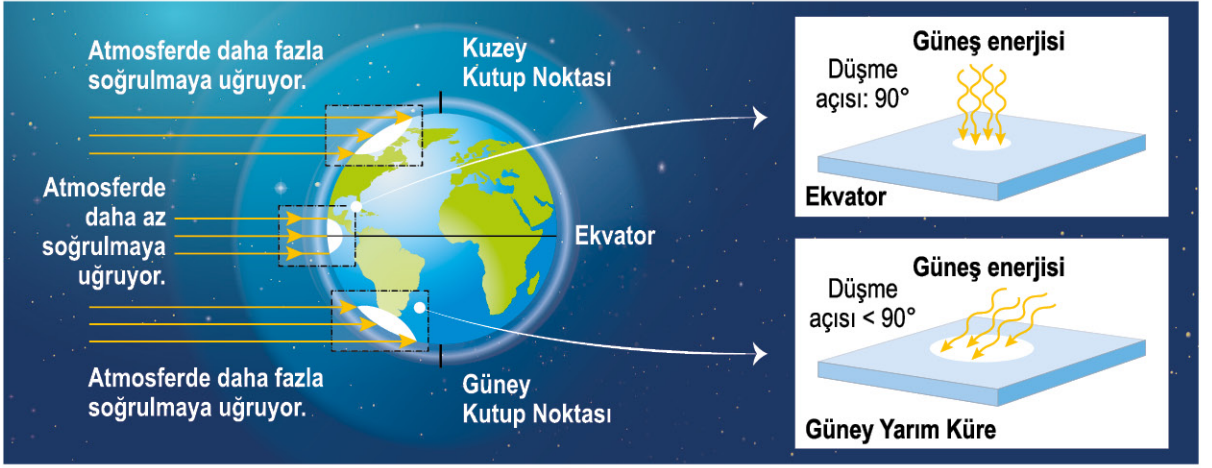 Atmosferde daha fazla
soğrulmaya uğruyor.
Kuzey
Kutup Noktası
Atmosferde
daha az
soğrulmaya
uğruyor.
Ekvator
Atmosferde daha fazla
soğrulmaya uğruyor.
Güney
Kutup Noktası
Güneş enerjisi
Düşme
açısı: 90°
Ekvator
Güneş enerjisi
Düşme
açısı < 90°
Güney Yarım Küre